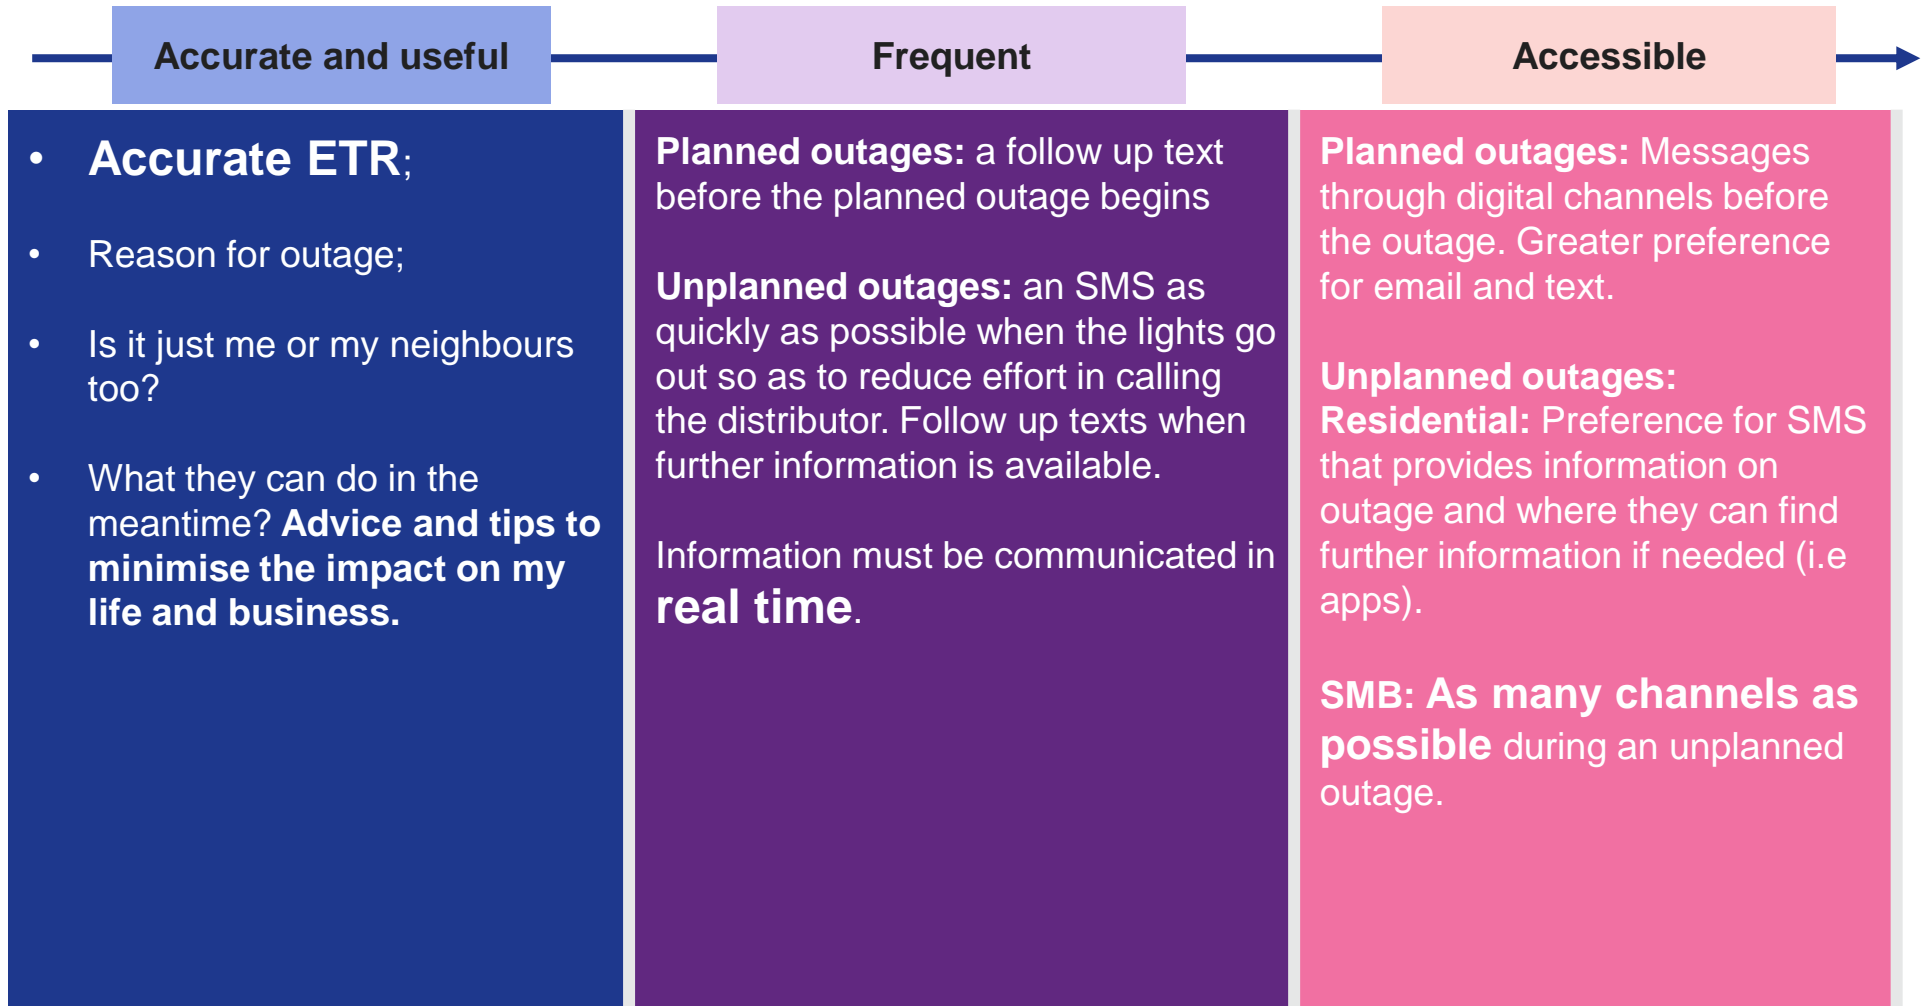 Accurate and useful
Frequent
Accessible
• Accurate ETR;
• Reason for outage;
• Is it just me or my neighbours
too?
• What they can do in the
meantime? Advice and tips to
minimise the impact on my
life and business.
Planned outages: a follow up text
before the planned outage begins
Unplanned outages: an SMS as
quickly as possible when the lights go
out so as to reduce effort in calling
the distributor. Follow up texts when
further information is available.
Information must be communicated in
real time.
Planned outages: Messages
through digital channels before
the outage. Greater preference
for email and text.
Unplanned outages:
Residential: Preference for SMS
that provides information on
outage and where they can find
further information if needed (i.e
apps).
SMB: As many channels as
possible during an unplanned
outage.